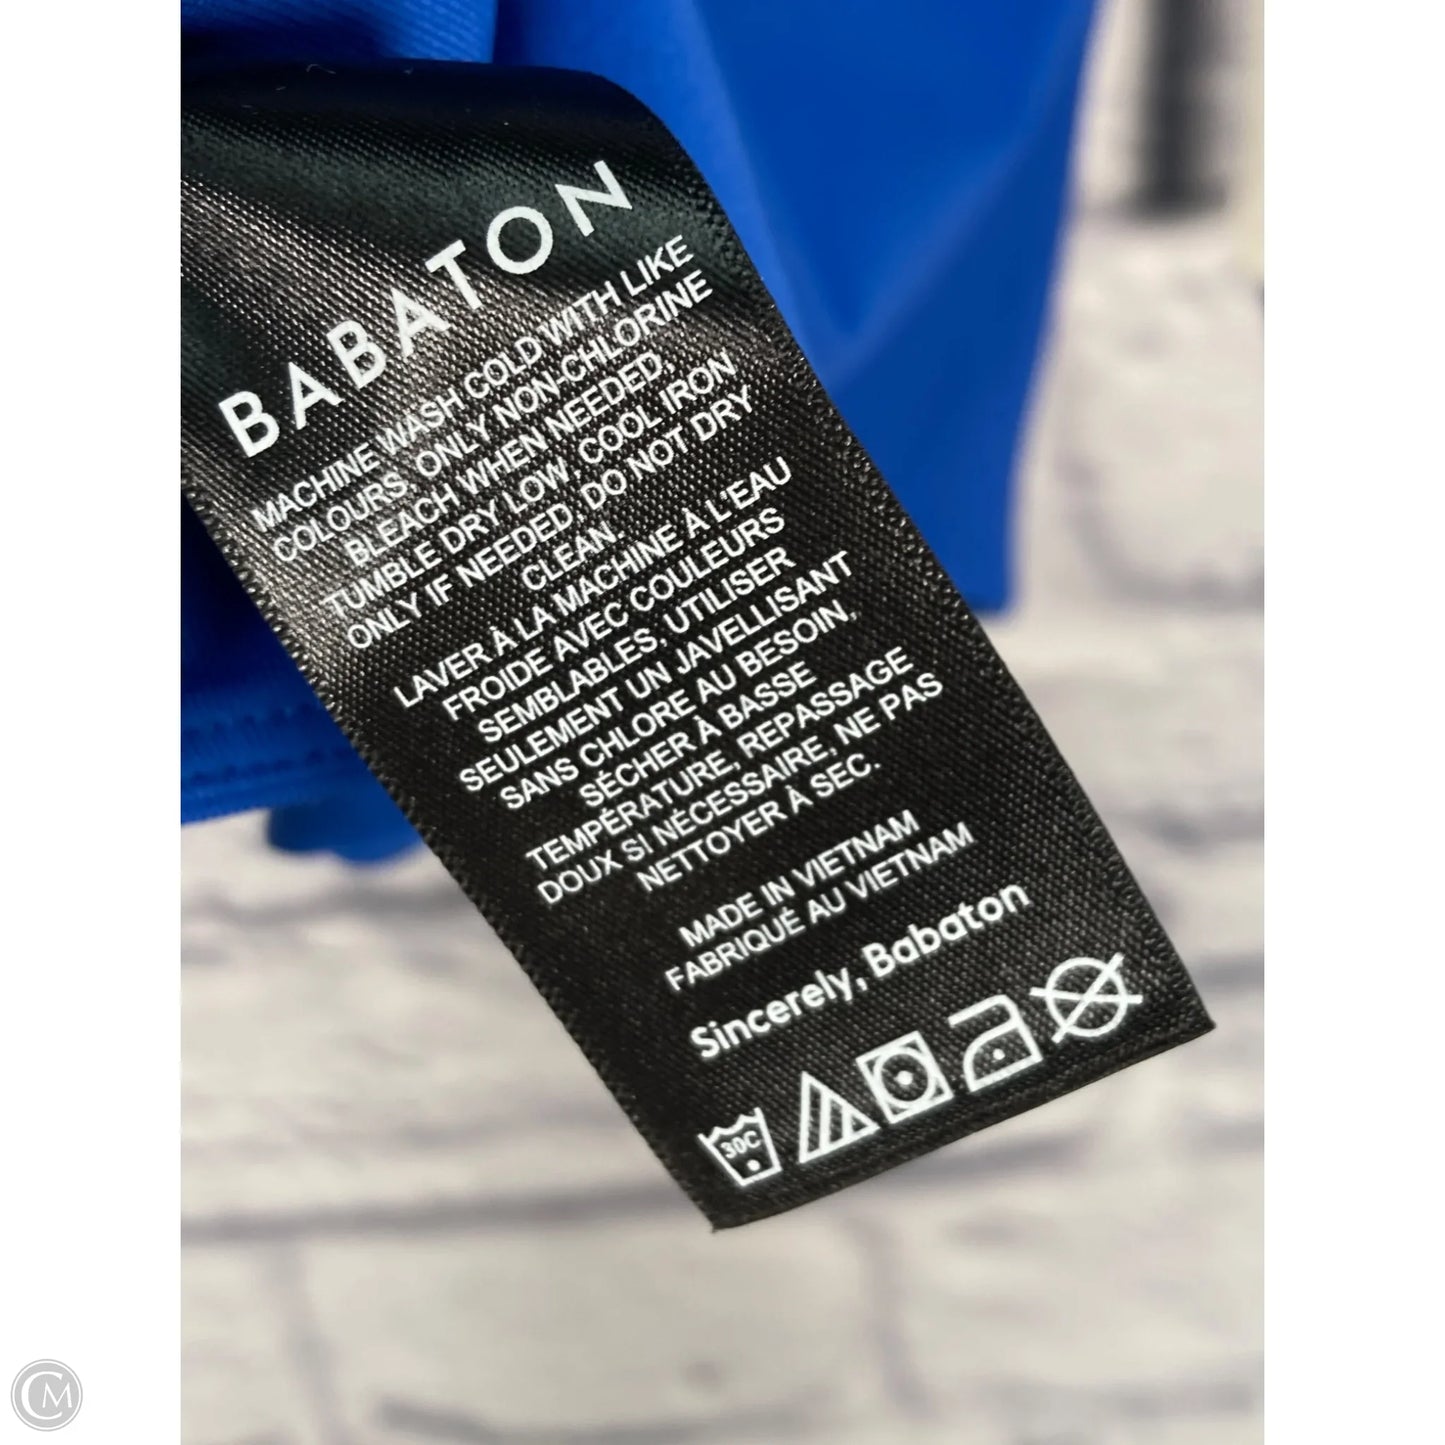 BABATON
MACHINE WASH COLD WITH LIKE
COLOURS, ONLY NON-CHLORINE
BLEACH WHEN NEEDED,
TUMBLE DRY LOW, COOL IRON
ONLY IF NEEDED, DO NOT DRY
CLEAN.
LAVER À LA MACHINE À L'EAU
FROIDE AVEC COULEURS
SEMBLABLES, UTILISER
SEULEMENT UN JAVELLISANT
SANS CHLORE AU BESOIN,
SÉCHER À BASSE
TEMPÉRATURE, REPASSAGE
DOUX SI NÉCESSAIRE, NE PAS
NETTOYER À SEC.
MADE IN VIETNAM
FABRIQUÉ AU VIETNAM
Sincerely, Babaton
30C
CM